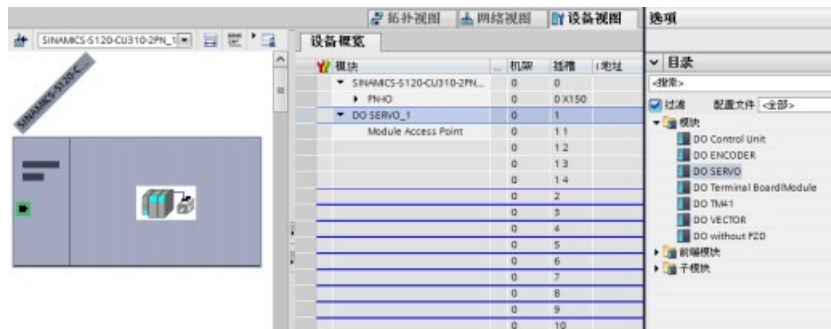 拓扑视图 网络视图 设备视图 选项
SINAMICS-S120-CU310-2PN_1
设备概览
目录
模块 ... 机架 插槽 I地址
<搜索>
SINAMICS-S120-CU310-2PN... 0 0
过滤 配置文件 <全部>
PN-IO 0 0 X150
模块
DO SERVO_1 0 1
DO Control Unit
Module Access Point 0 1 1
DO ENCODER
0 1 2
DO SERVO
0 1 3
DO Terminal Board/Module
0 1 4
DO TM41
0 2
DO VECTOR
0 3
DO without PZD
0 4
前端模块
0 5
子模块
0 6
0 7
0 8
0 9
0 10
SINAMICS-S120-C...